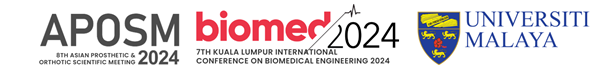 APOSM
8TH ASIAN PROSTHETIC &
ORTHOTIC SCIENTIFIC MEETING 2024
biomed 2024
7TH KUALA LUMPUR INTERNATIONAL
CONFERENCE ON BIOMEDICAL ENGINEERING 2024
UNIVERSITI
MALAYA